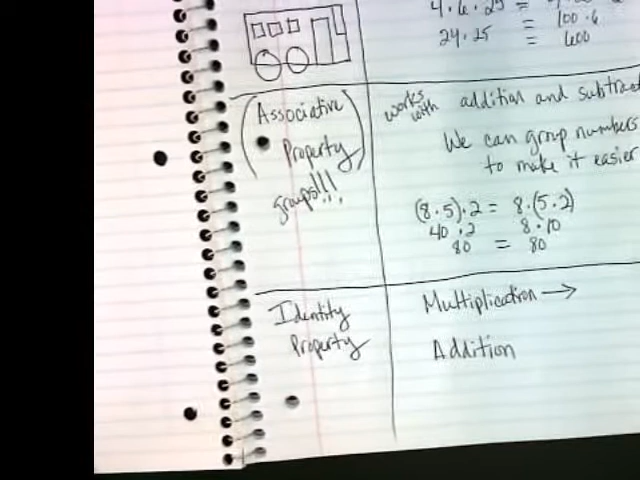 4 . 6 . 25 =
= 100 . 6
24 . 25 = 600
(Associative
Property)
groups!!!
works with addition and subtract
We can group numbers
to make it easier
(8 . 5) . 2 = 8 . (5 . 2)
40 . 2 8 . 10
80 = 80
Identity
Property
Multiplication →
Addition